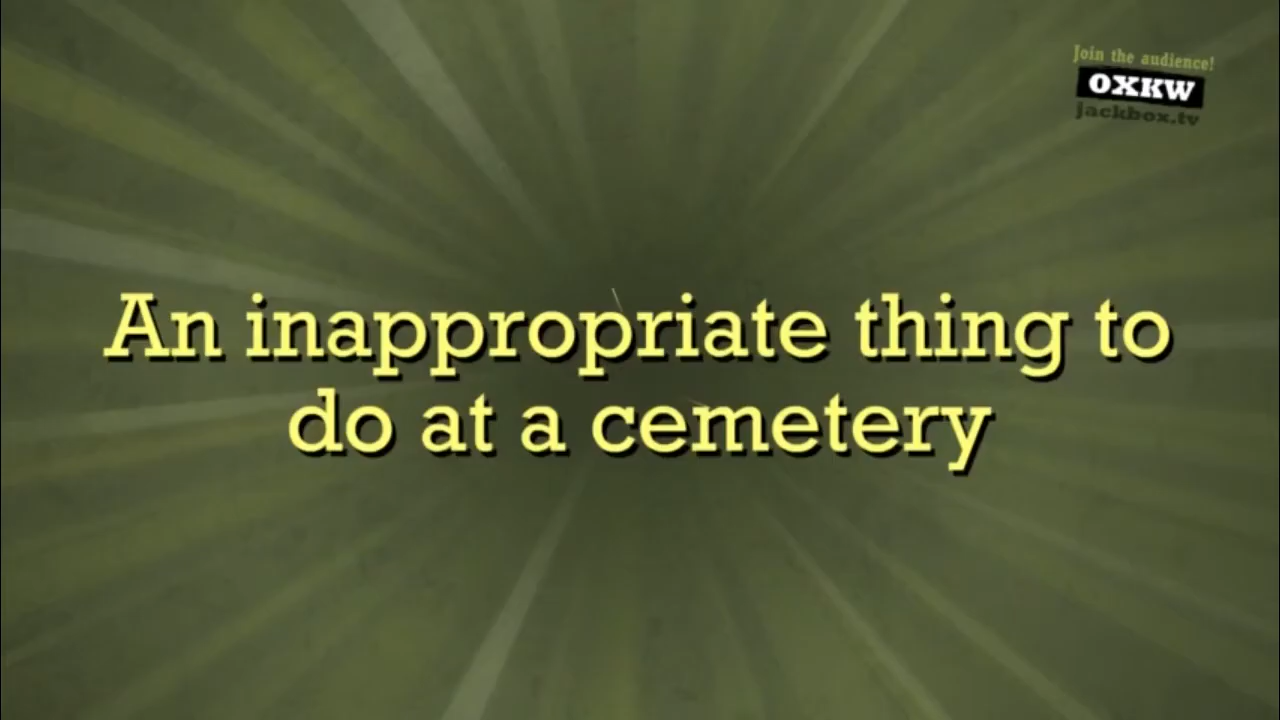 Join the audience!
OXKW
jackbox.tv
An inappropriate thing to
do at a cemetery